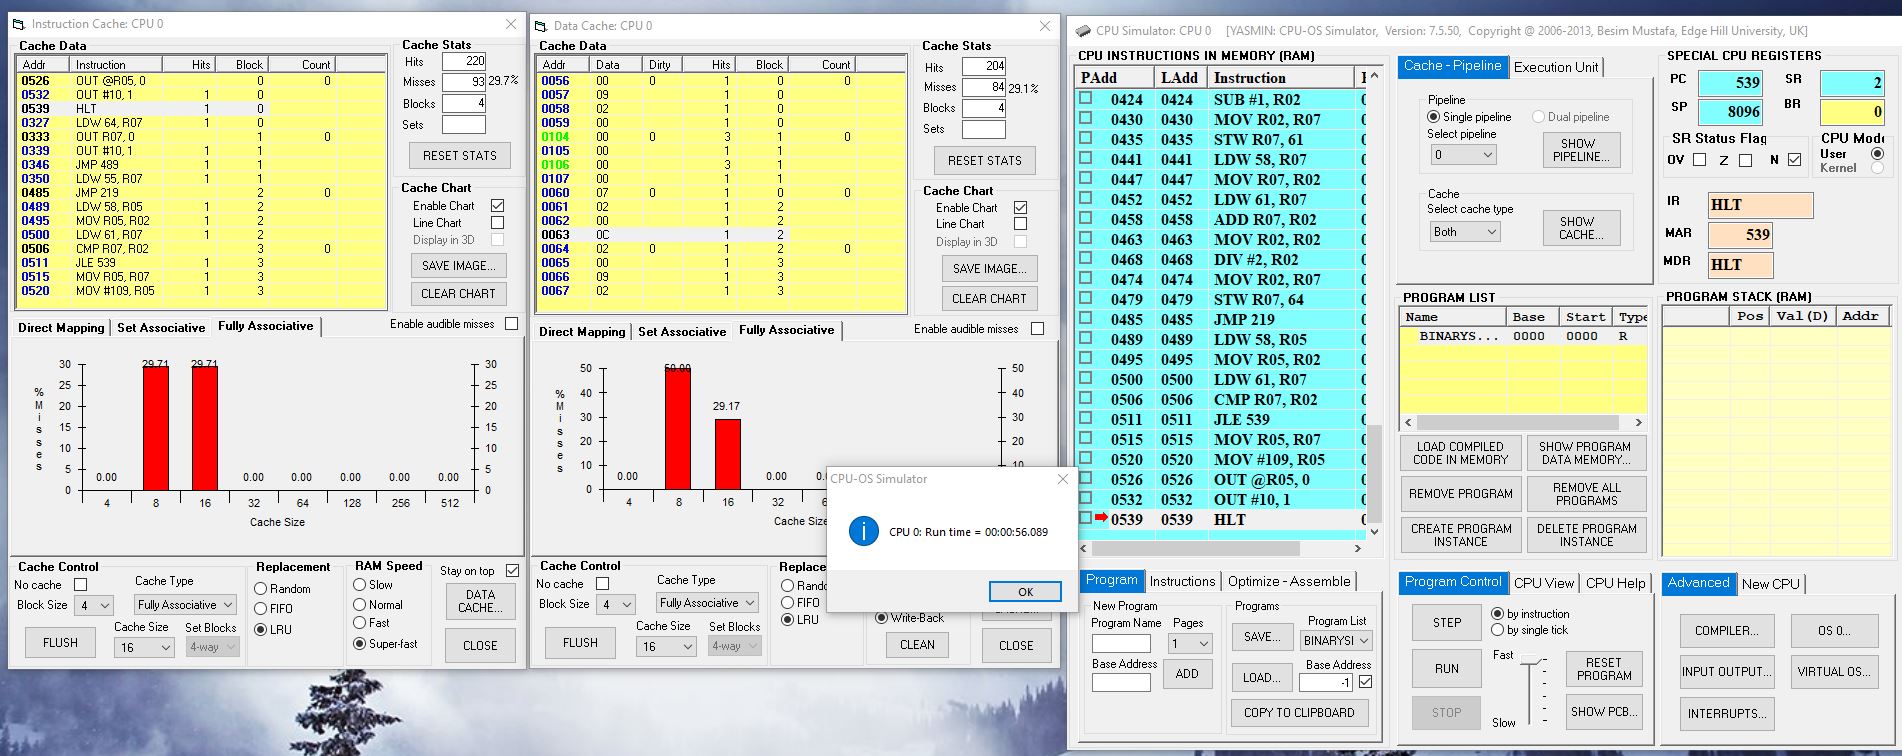 Instruction Cache: CPU 0
Cache Data
Addr Instruction Hits Block Count
0526 OUT @R05, 0 0 0
0532 OUT #10, 1 1 0
0539 HLT 1 0
0327 LDW 64, R07 1 0
0333 OUT R07, 0 1 0
0339 OUT #10, 1 1 1
0346 JMP 489 1 1
0350 LDW 55, R07 1 1
0485 JMP 219 2 0
0489 LDW 58, R05 1 2
0495 MOV R05, R02 1 2
0500 LDW 61, R07 1 2
0506 CMP R07, R02 3 0
0511 JLE 539 1 3
0515 MOV R05, R07 1 3
0520 MOV #109, R05 1 3
Cache Stats
Hits 220
Misses 93 29.7%
Blocks 4
Sets
RESET STATS
Cache Chart
Enable Chart
Line Chart
Display in 3D
SAVE IMAGE...
CLEAR CHART
Direct Mapping Set Associative Fully Associative
Enable audible misses
% Misses
30 25 20 15 10 5 0
0.00 29.71 29.71 0.00 0.00 0.00 0.00 0.00
4 8 16 32 64 128 256 512
30 25 20 15 10 5 0
Cache Size
Cache Control
No cache
Block Size 4
Cache Type
Fully Associative
FLUSH
Cache Size
16
Set Blocks
4-way
Replacement
Random
FIFO
LRU
RAM Speed
Slow
Normal
Fast
Super-fast
Stay on top
DATA CACHE...
CLOSE
Data Cache: CPU 0
Cache Data
Addr Data Dirty Hits Block Count
0056 00 0 1 0 0
0057 09 1 0
0058 02 1 0
0059 00 1 0
0104 00 0 3 1 0
0105 00 1 1
0106 00 3 1
0107 00 1 1
0060 07 0 1 0 0
0061 02 1 2
0062 00 1 2
0063 0C 1 2
0064 02 0 1 0 0
0065 00 1 3
0066 09 1 3
0067 02 1 3
Cache Stats
Hits 204
Misses 84 29.1%
Blocks 4
Sets
RESET STATS
Cache Chart
Enable Chart
Line Chart
Display in 3D
SAVE IMAGE...
CLEAR CHART
Direct Mapping Set Associative Fully Associative
Enable audible misses
% Misses
50 40 30 20 10 0
0.00 50.00 29.17 0.00
4 8 16 32 64
50 40 30 20 10
Cache Size
Cache Control
No cache
Block Size 4
Cache Type
Fully Associative
FLUSH
Cache Size
16
Set Blocks
4-way
FIFO
LRU
Write-Back
CLEAN
CLOSE
CPU-OS Simulator
CPU 0: Run time = 00:00:56.089
OK
CPU Simulator: CPU 0 [YASMIN: CPU-OS Simulator, Version: 7.5.50, Copyright @ 2006-2013, Besim Mustafa, Edge Hill University, UK]
CPU INSTRUCTIONS IN MEMORY (RAM)
PAdd LAdd Instruction
0424 0424 SUB #1, R02
0430 0430 MOV R02, R07
0435 0435 STW R07, 61
0441 0441 LDW 58, R07
0447 0447 MOV R07, R02
0452 0452 LDW 61, R07
0458 0458 ADD R07, R02
0463 0463 MOV R02, R02
0468 0468 DIV #2, R02
0474 0474 MOV R02, R07
0479 0479 STW R07, 64
0485 0485 JMP 219
0489 0489 LDW 58, R05
0495 0495 MOV R05, R02
0500 0500 LDW 61, R07
0506 0506 CMP R07, R02
0511 0511 JLE 539
0515 0515 MOV R05, R07
0520 0520 MOV #109, R05
0526 0526 OUT @R05, 0
0532 0532 OUT #10, 1
0539 0539 HLT
Cache - Pipeline Execution Unit
Pipeline
Single pipeline Dual pipeline
Select pipeline
0
SHOW PIPELINE...
Cache
Select cache type
Both
SHOW CACHE...
SPECIAL CPU REGISTERS
PC 539 SR 2
SP 8096 BR 0
SR Status Flag
OV Z N
CPU Mode
User
Kernel
IR HLT
MAR 539
MDR HLT
PROGRAM LIST
Name Base Start Type
BINARYS... 0000 0000 R
LOAD COMPILED CODE IN MEMORY
SHOW PROGRAM DATA MEMORY...
REMOVE PROGRAM
REMOVE ALL PROGRAMS
CREATE PROGRAM INSTANCE
DELETE PROGRAM INSTANCE
PROGRAM STACK (RAM)
Pos Val(D) Addr
Program Instructions Optimize - Assemble
New Program
Program Name Pages
1
Base Address
ADD
Programs
SAVE...
Program List
LOAD...
Base Address
-1
COPY TO CLIPBOARD
Program Control CPU View CPU Help
STEP
by instruction
by single tick
RUN
Fast
Slow
RESET PROGRAM
STOP
SHOW PCB...
Advanced New CPU
COMPILER...
OS 0...
INPUT OUTPUT...
VIRTUAL OS...
INTERRUPTS...